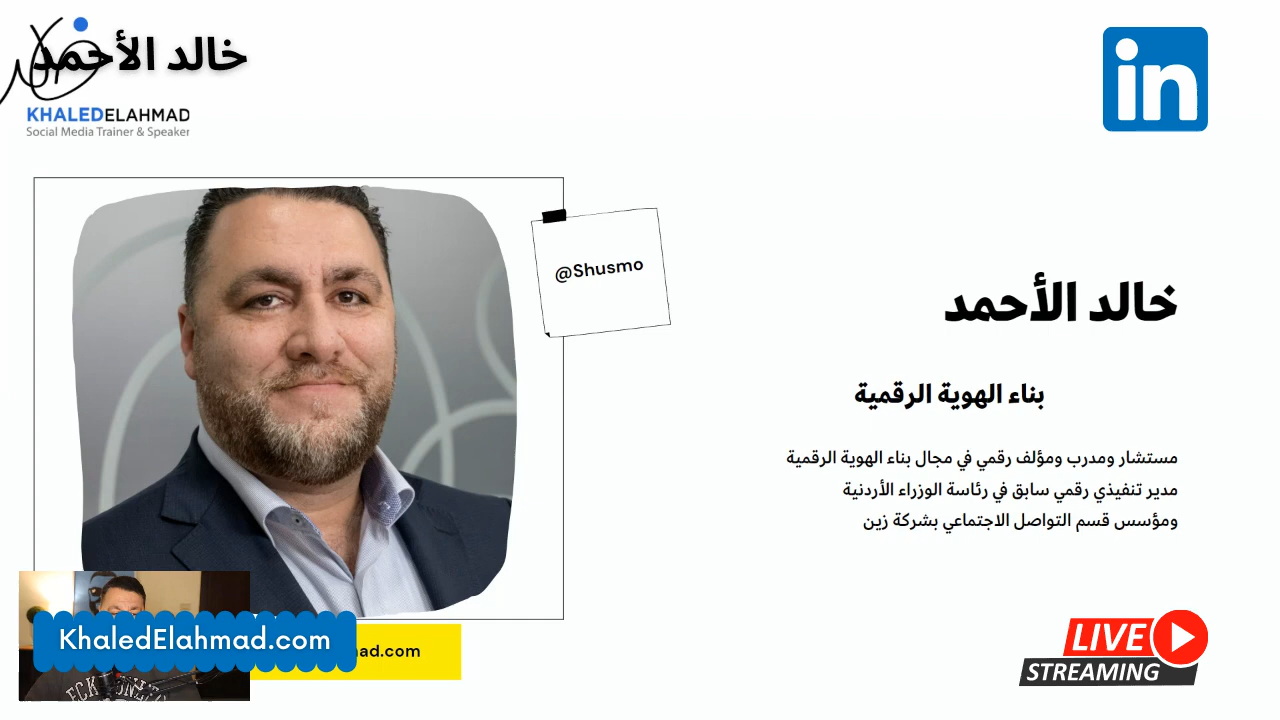 خالد الأحمد
KHALEDELAHMAD
Social Media Trainer & Speaker
in
@Shusmo
خالد الأحمد
بناء الهوية الرقمية
مستشار ومدرب ومؤلف رقمي في مجال بناء الهوية الرقمية
مدير تنفيذي رقمي سابق في رئاسة الوزراء الأردنية
ومؤسس قسم التواصل الاجتماعي بشركة زين
KhaledElahmad.com
ad.com
LIVE
STREAMING